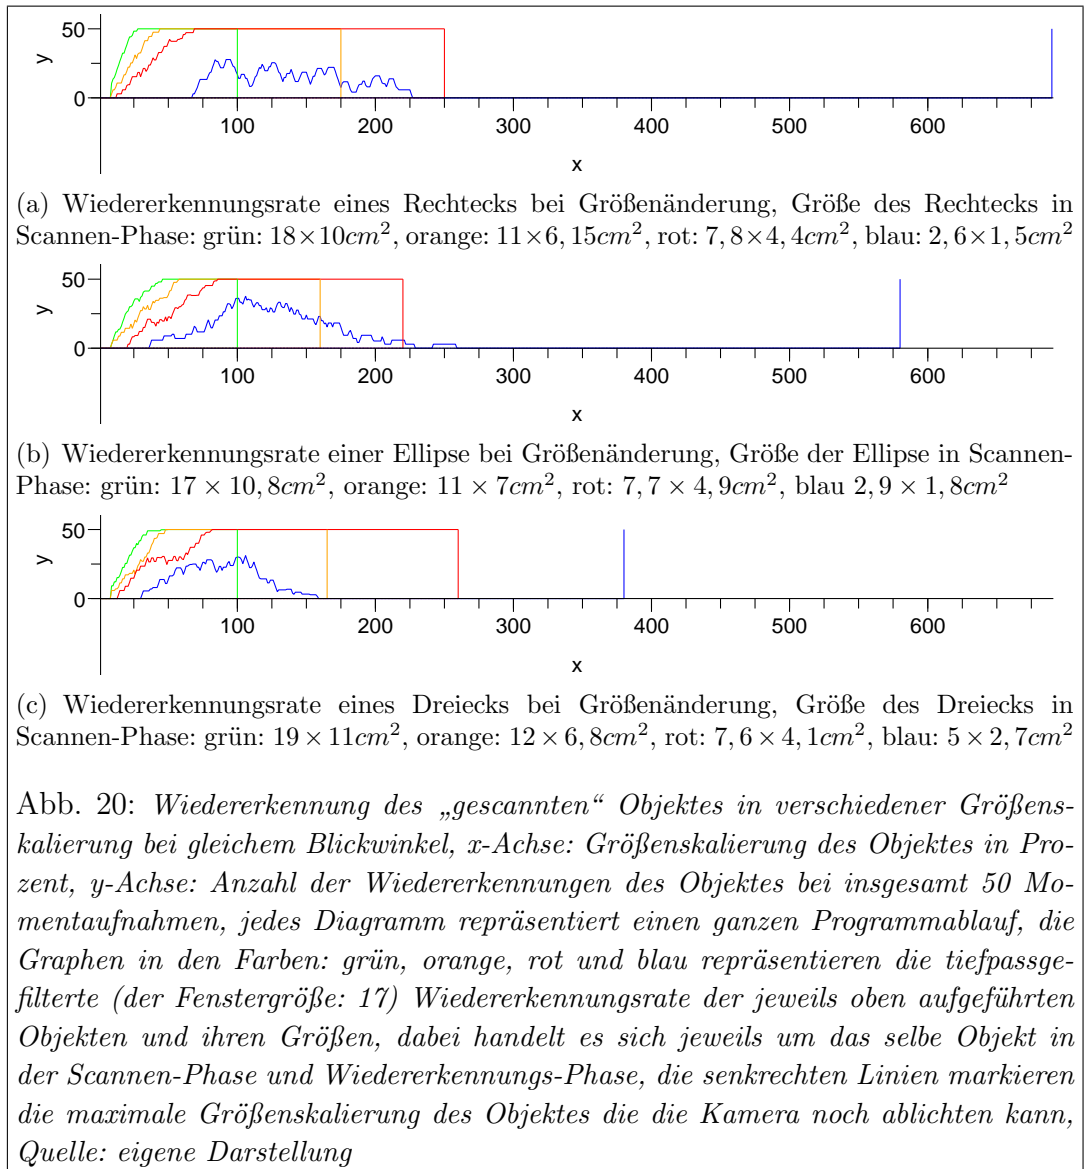 50
y
0
100 200 300 400 500 600
x
(a) Wiedererkennungsrate eines Rechtecks bei Größenänderung, Größe des Rechtecks in
Scannen-Phase: grün: 18×10cm², orange: 11×6, 15cm², rot: 7, 8×4, 4cm², blau: 2, 6×1, 5cm²
50
y
0
100 200 300 400 500 600
x
(b) Wiedererkennungsrate einer Ellipse bei Größenänderung, Größe der Ellipse in Scannen-
Phase: grün: 17 × 10, 8cm², orange: 11 × 7cm², rot: 7, 7 × 4, 9cm², blau 2, 9 × 1, 8cm²
50
y
0
100 200 300 400 500 600
x
(c) Wiedererkennungsrate eines Dreiecks bei Größenänderung, Größe des Dreiecks in
Scannen-Phase: grün: 19 × 11cm², orange: 12 × 6, 8cm², rot: 7, 6 × 4, 1cm², blau: 5 × 2, 7cm²
Abb. 20: Wiedererkennung des „gescannten“ Objektes in verschiedener Größens-
kalierung bei gleichem Blickwinkel, x-Achse: Größenskalierung des Objektes in Pro-
zent, y-Achse: Anzahl der Wiedererkennungen des Objektes bei insgesamt 50 Mo-
mentaufnahmen, jedes Diagramm repräsentiert einen ganzen Programmablauf, die
Graphen in den Farben: grün, orange, rot und blau repräsentieren die tiefpassge-
filterte (der Fenstergröße: 17) Wiedererkennungsrate der jeweils oben aufgeführten
Objekten und ihren Größen, dabei handelt es sich jeweils um das selbe Objekt in
der Scannen-Phase und Wiedererkennungs-Phase, die senkrechten Linien markieren
die maximale Größenskalierung des Objektes die die Kamera noch ablichten kann,
Quelle: eigene Darstellung